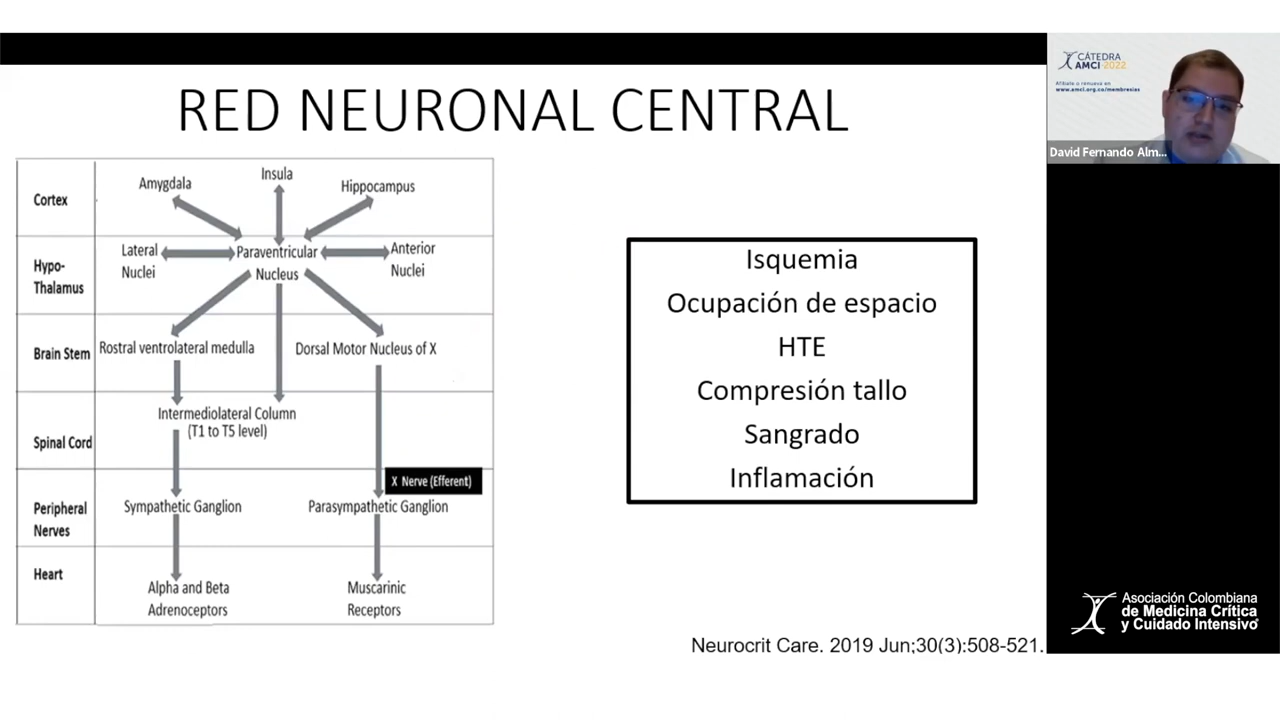 RED NEURONAL CENTRAL
Cortex
Amygdala
Insula
Hippocampus
Hypo-
Thalamus
Lateral
Nuclei
Paraventricular
Nucleus
Anterior
Nuclei
Brain Stem
Rostral ventrolateral medulla
Dorsal Motor Nucleus of X
Spinal Cord
Intermediolateral Column
(T1 to T5 level)
X Nerve (Efferent)
Peripheral
Nerves
Sympathetic Ganglion
Parasympathetic Ganglion
Heart
Alpha and Beta
Adrenoceptors
Muscarinic
Receptors
Isquemia
Ocupación de espacio
HTE
Compresión tallo
Sangrado
Inflamación
Neurocrit Care. 2019 Jun;30(3):508-521.
CÁTEDRA
AMCI 2022
Afíliate o renueva en
www.amci.org.co/membresias
David Fernando Alm...
Asociación Colombiana
de Medicina Crítica
y Cuidado Intensivo